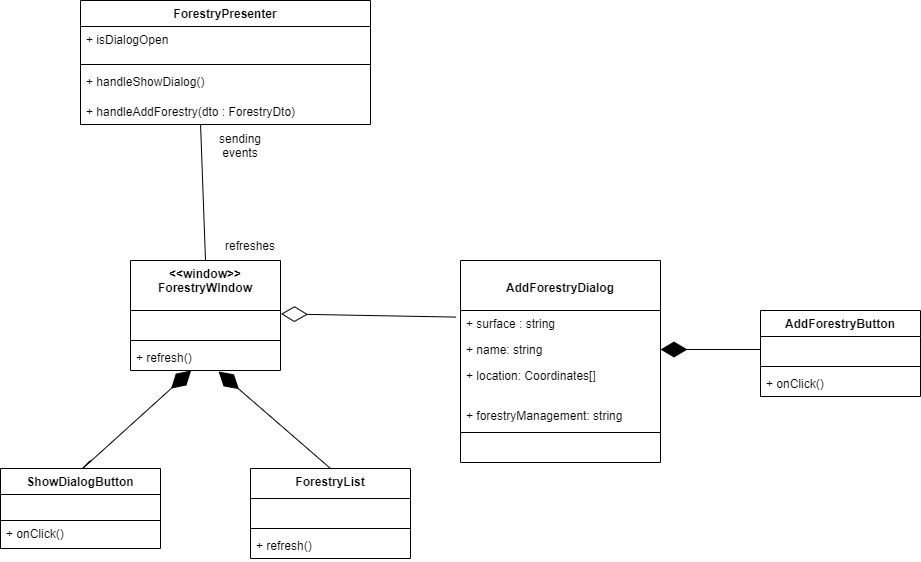 ForestryPresenter
+ isDialogOpen
+ handleShowDialog()
+ handleAddForestry(dto : ForestryDto)
sending
events
refreshes
<<window>>
ForestryWIndow
+ refresh()
AddForestryDialog
+ surface : string
+ name: string
+ location: Coordinates[]
+ forestryManagement: string
AddForestryButton
+ onClick()
ShowDialogButton
+ onClick()
ForestryList
+ refresh()